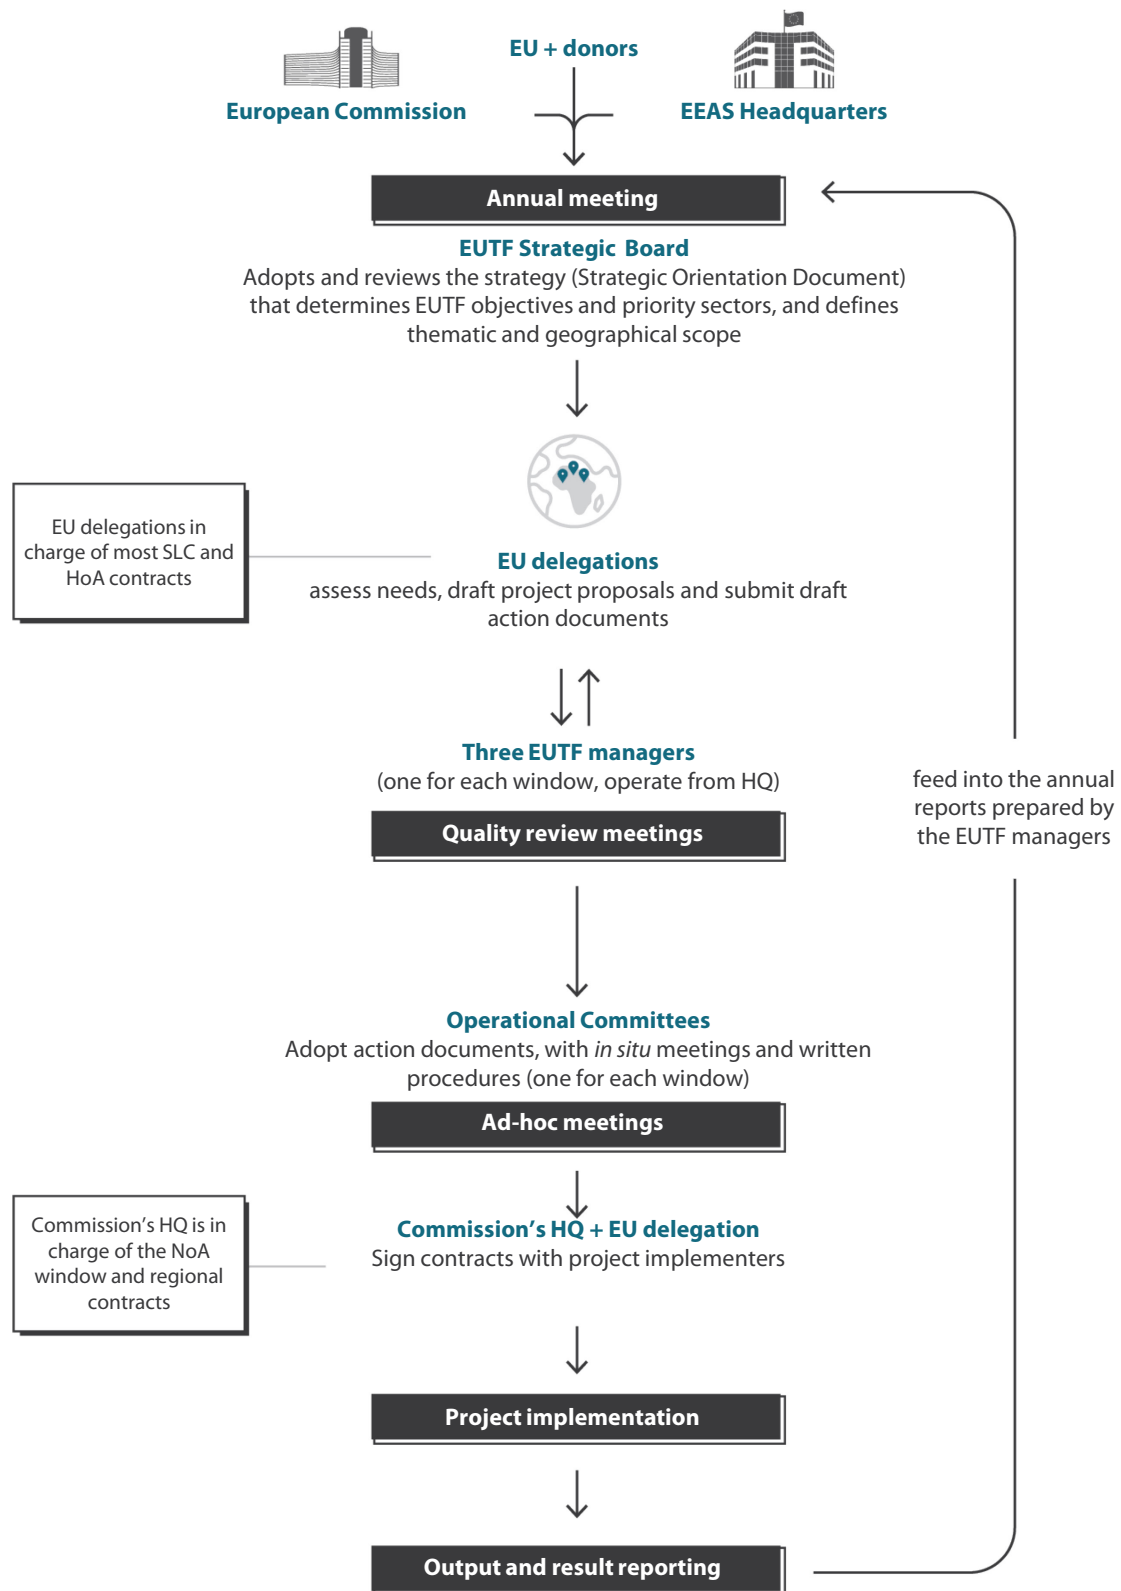 EU + donors
European Commission
EEAS Headquarters
Annual meeting
EUTF Strategic Board
Adopts and reviews the strategy (Strategic Orientation Document)
that determines EUTF objectives and priority sectors, and defines
thematic and geographical scope
EU delegations in
charge of most SLC and
HoA contracts
EU delegations
assess needs, draft project proposals and submit draft
action documents
Three EUTF managers
(one for each window, operate from HQ)
Quality review meetings
feed into the annual
reports prepared by
the EUTF managers
Operational Committees
Adopt action documents, with in situ meetings and written
procedures (one for each window)
Ad-hoc meetings
Commission's HQ is in
charge of the NoA
window and regional
contracts
Commission's HQ + EU delegation
Sign contracts with project implementers
Project implementation
Output and result reporting